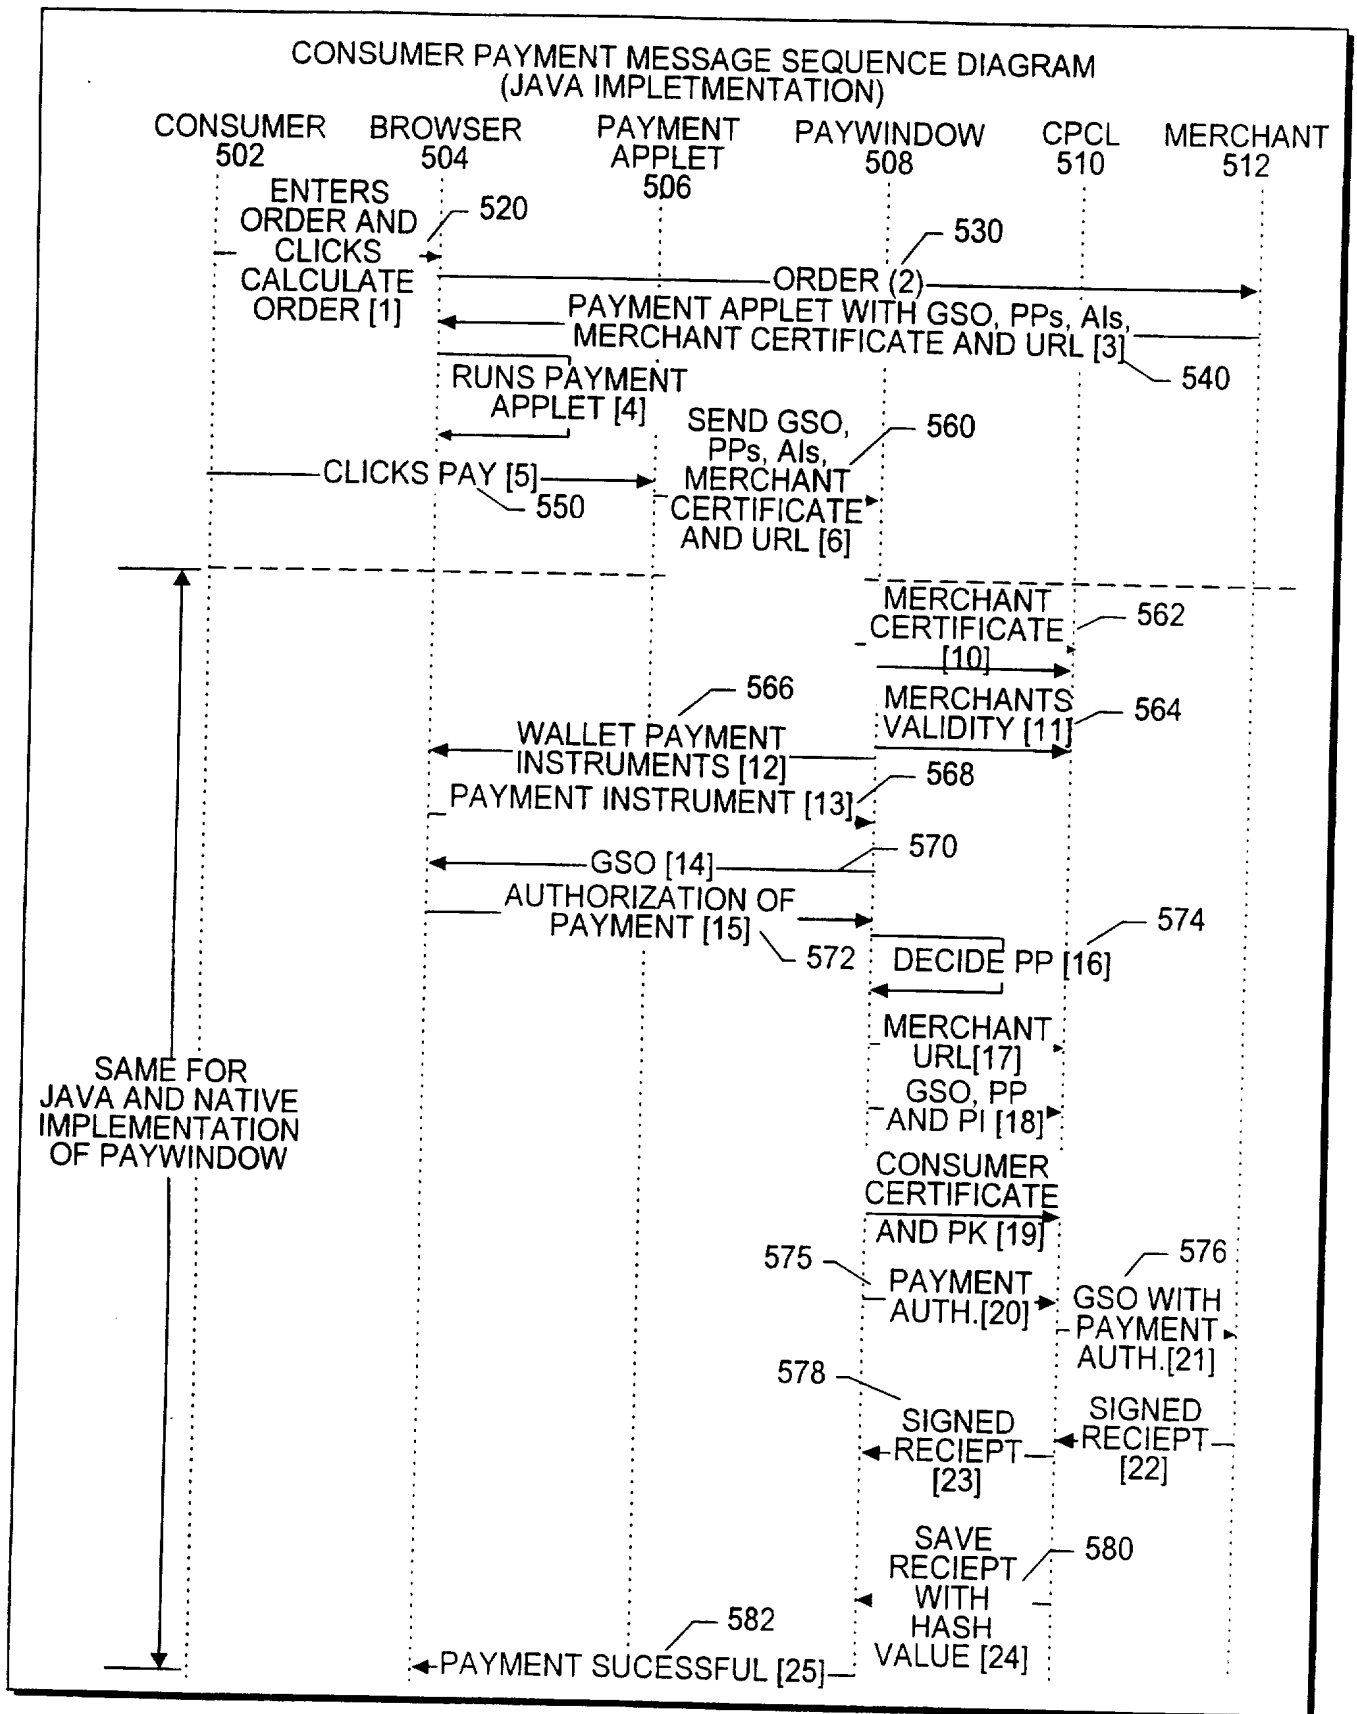 CONSUMER PAYMENT MESSAGE SEQUENCE DIAGRAM
(JAVA IMPLETMENTATION)
CONSUMER
502
BROWSER
504
PAYMENT
APPLET
506
PAYWINDOW
508
CPCL
510
MERCHANT
512
ENTERS
ORDER AND
CLICKS
CALCULATE
ORDER [1]
520
530
ORDER (2)
PAYMENT APPLET WITH GSO, PPs, AIs,
MERCHANT CERTIFICATE AND URL [3]
540
RUNS PAYMENT
APPLET [4]
SEND GSO,
PPs, AIs,
MERCHANT
CERTIFICATE
AND URL [6]
560
CLICKS PAY [5]
550
MERCHANT
CERTIFICATE
[10]
562
566
MERCHANTS
VALIDITY [11]
564
WALLET PAYMENT
INSTRUMENTS [12]
568
PAYMENT INSTRUMENT [13]
570
GSO [14]
AUTHORIZATION OF
PAYMENT [15]
572
574
DECIDE PP [16]
MERCHANT
URL[17]
GSO, PP
AND PI [18]
SAME FOR
JAVA AND NATIVE
IMPLEMENTATION
OF PAYWINDOW
CONSUMER
CERTIFICATE
AND PK [19]
575
PAYMENT
AUTH.[20]
576
GSO WITH
PAYMENT
AUTH.[21]
578
SIGNED
RECIEPT
[23]
SIGNED
RECIEPT
[22]
SAVE
RECIEPT
WITH
HASH
VALUE [24]
580
582
PAYMENT SUCESSFUL [25]